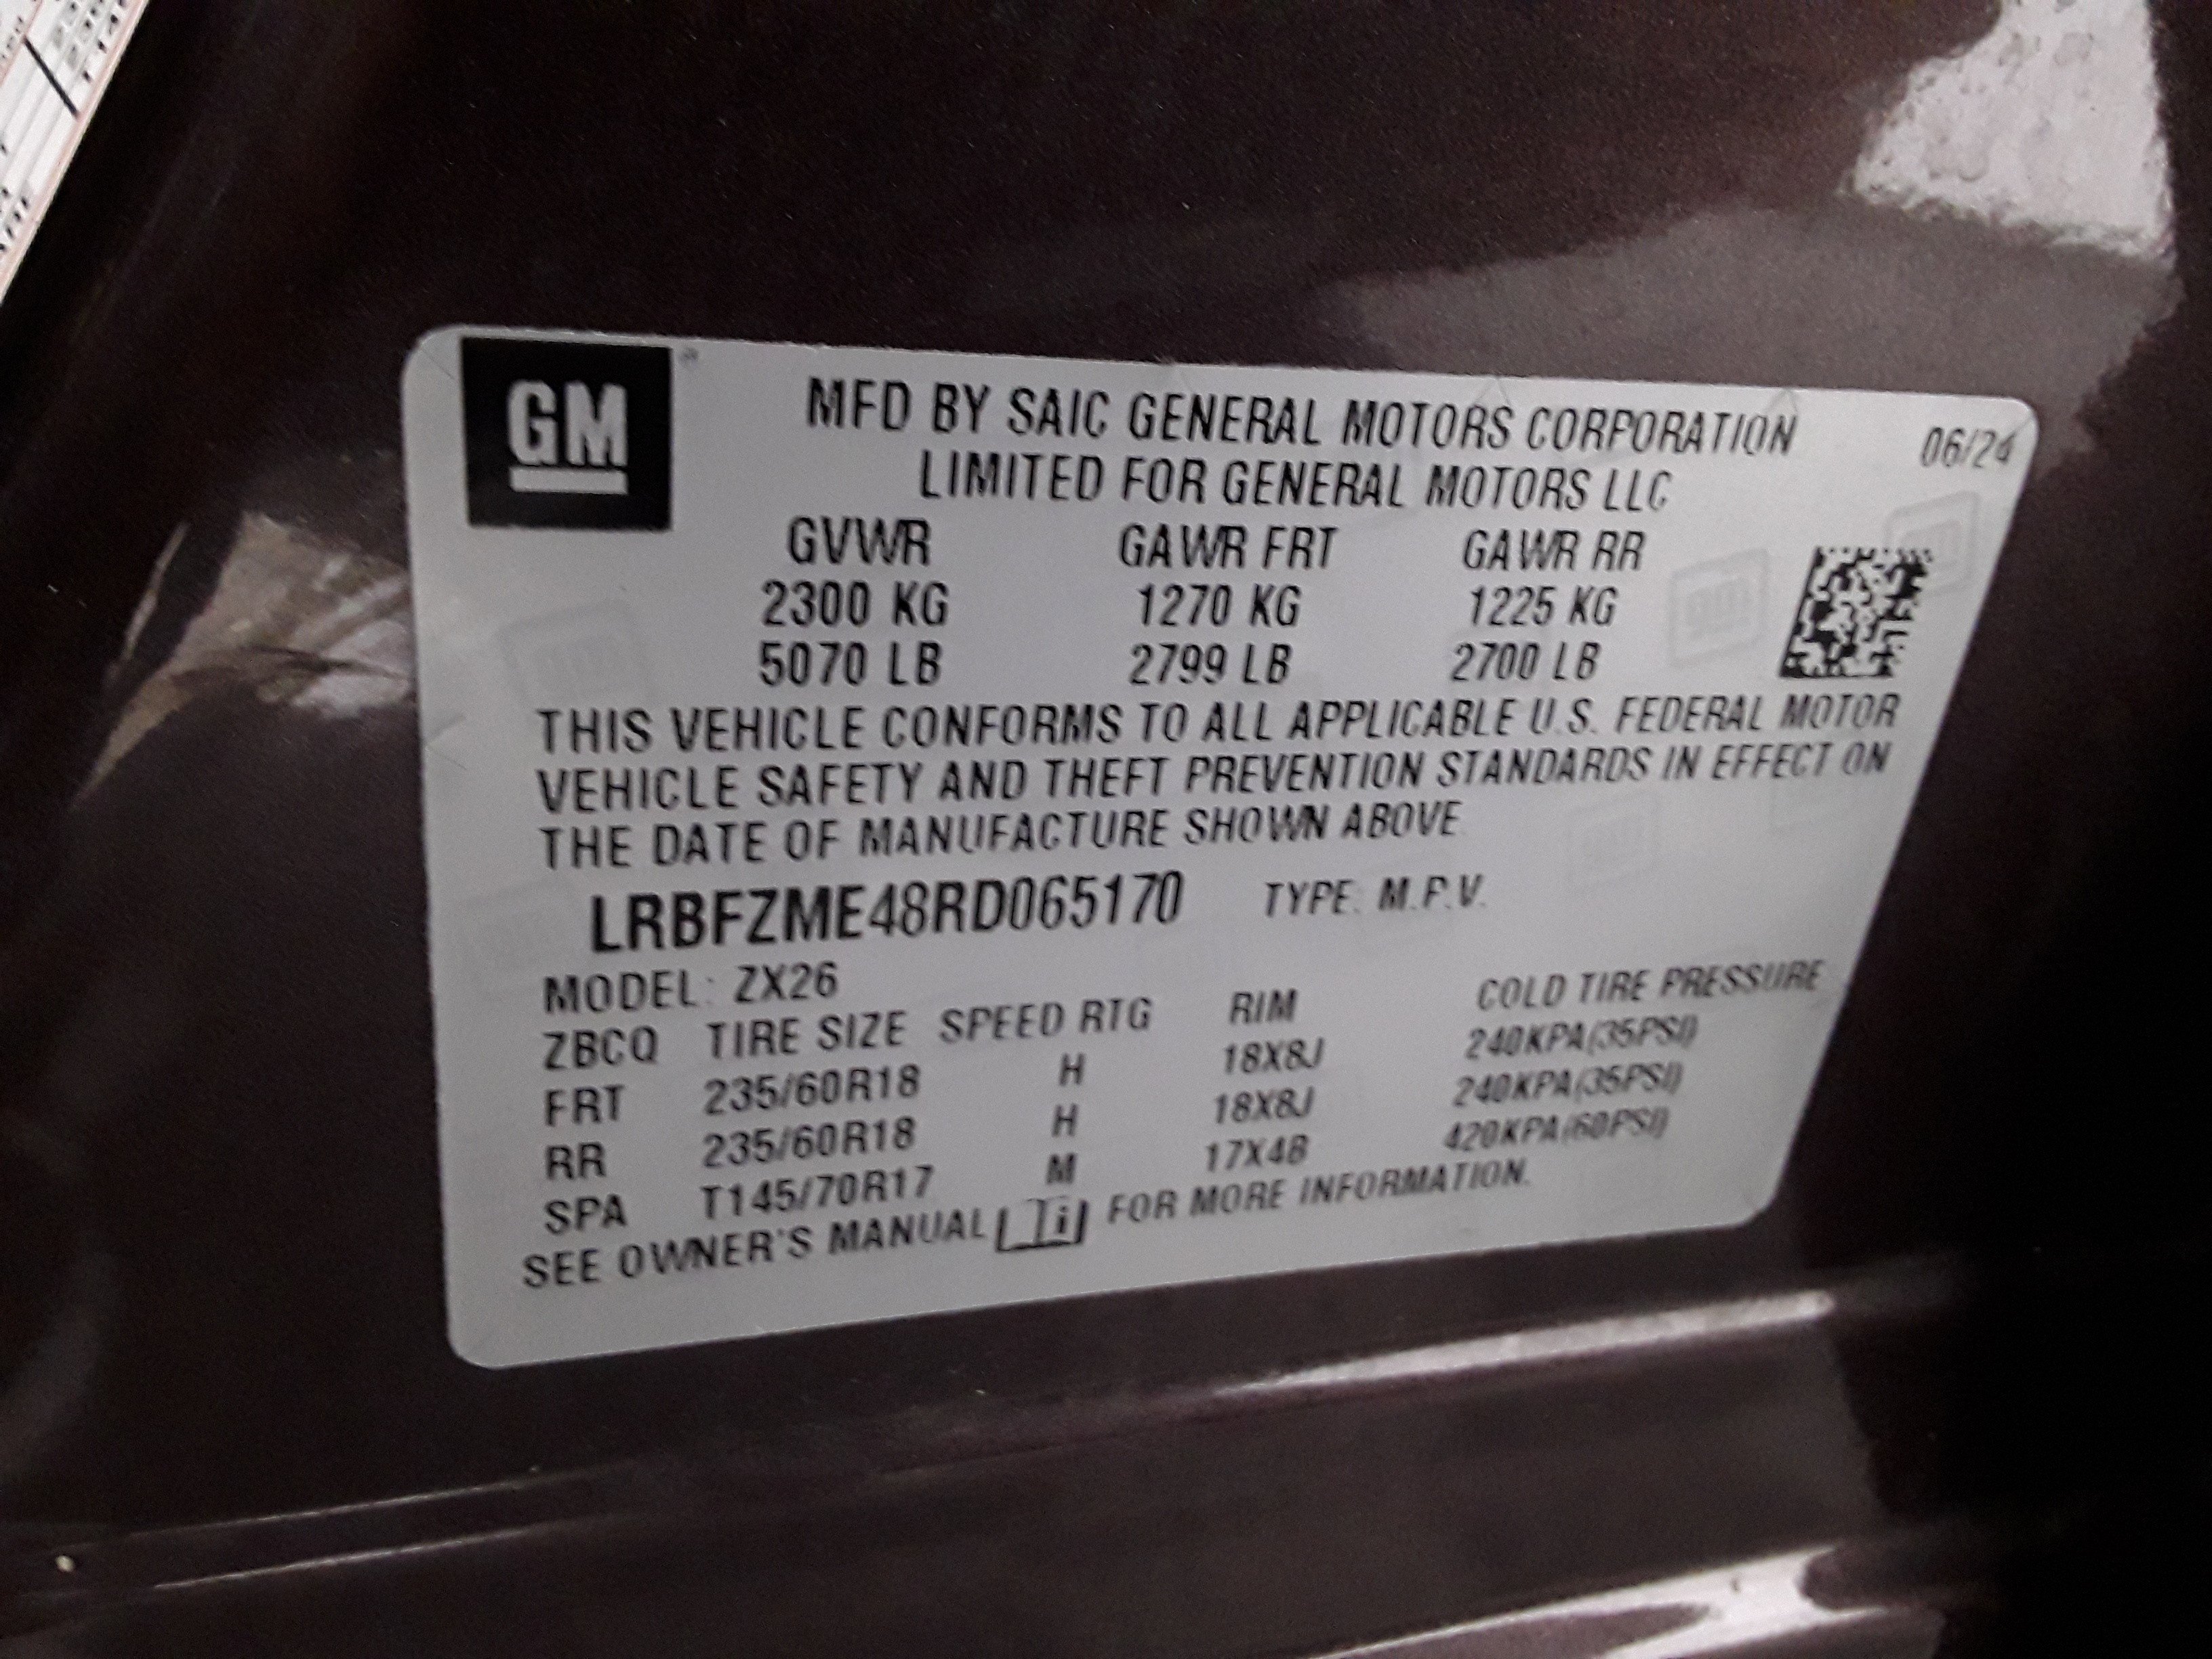 GM
MFD BY SAIC GENERAL MOTORS CORPORATION
LIMITED FOR GENERAL MOTORS LLC
06/24
GVWR GAWR FRT GAWR RR
2300 KG 1270 KG 1225 KG
5070 LB 2799 LB 2700 LB
THIS VEHICLE CONFORMS TO ALL APPLICABLE U.S. FEDERAL MOTOR
VEHICLE SAFETY AND THEFT PREVENTION STANDARDS IN EFFECT ON
THE DATE OF MANUFACTURE SHOWN ABOVE.
LRBFZME48RD065170 TYPE: M.P.V.
MODEL: ZX26
ZBCQ TIRE SIZE SPEED RTG RIM COLD TIRE PRESSURE
FRT 235/60R18 H 18X8J 240KPA(35PSI)
RR 235/60R18 H 18X8J 240KPA(35PSI)
SPA T145/70R17 M 17X4B 420KPA(60PSI)
SEE OWNER'S MANUAL i FOR MORE INFORMATION.